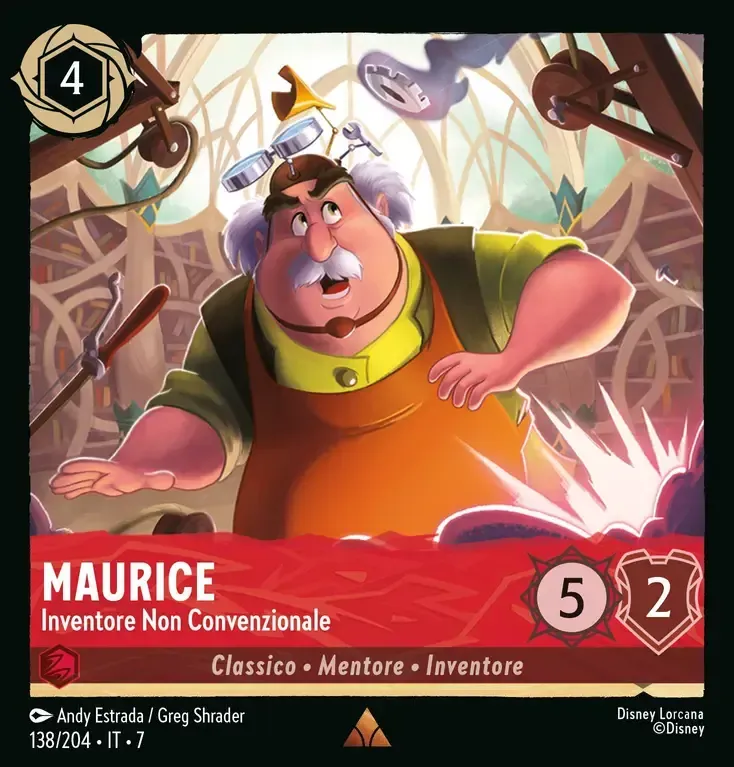 4
MAURICE
Inventore Non Convenzionale
5
2
Classico • Mentore • Inventore
Andy Estrada / Greg Shrader
138/204 • IT • 7
Disney Lorcana
©Disney